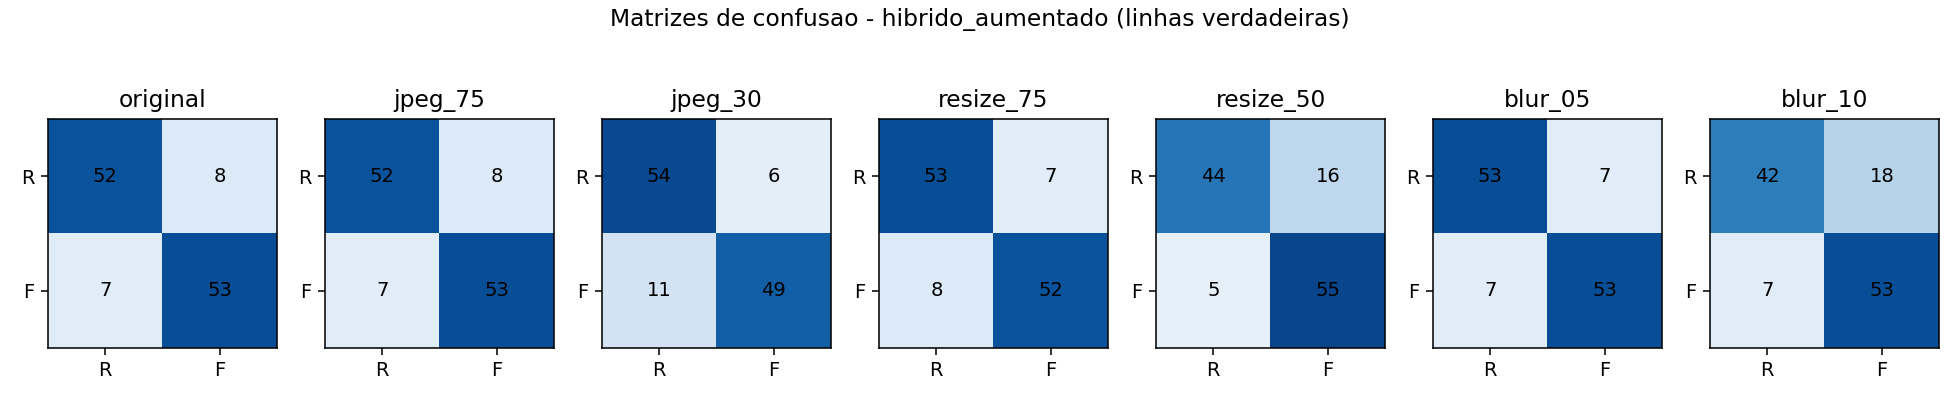 Matrizes de confusao - hibrido_aumentado (linhas verdadeiras)
original jpeg_75 jpeg_30 resize_75 resize_50 blur_05 blur_10
R 52 8 R 52 8 R 54 6 R 53 7 R 44 16 R 53 7 R 42 18
F 7 53 F 7 53 F 11 49 F 8 52 F 5 55 F 7 53 F 7 53
R F R F R F R F R F R F R F